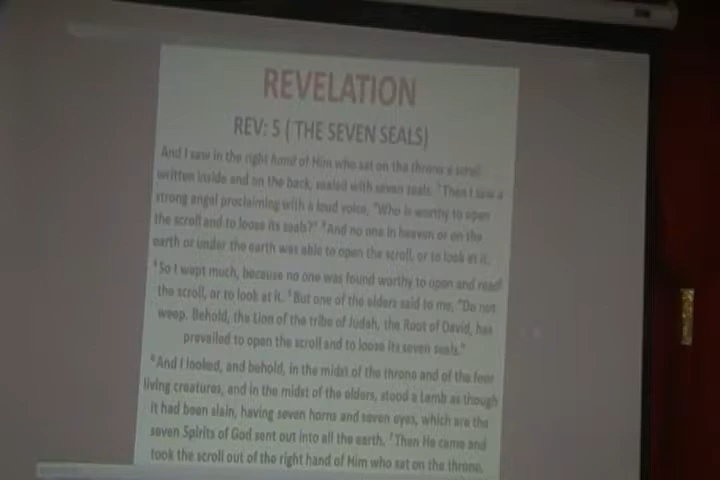 REVELATION
REV: 5 ( THE SEVEN SEALS)
And I saw in the right hand of Him who sat on the throne a scroll
written inside and on the back, sealed with seven seals. ²Then I saw a
strong angel proclaiming with a loud voice, "Who is worthy to open
the scroll and to loose its seals?" ³And no one in heaven or on the
earth or under the earth was able to open the scroll, or to look at it.
⁴So I wept much, because no one was found worthy to open and read
the scroll, or to look at it. ⁵But one of the elders said to me, "Do not
weep. Behold, the Lion of the tribe of Judah, the Root of David, has
prevailed to open the scroll and to loose its seven seals."
⁶And I looked, and behold, in the midst of the throne and of the four
living creatures, and in the midst of the elders, stood a Lamb as though
it had been slain, having seven horns and seven eyes, which are the
seven Spirits of God sent out into all the earth. ⁷Then He came and
took the scroll out of the right hand of Him who sat on the throne.